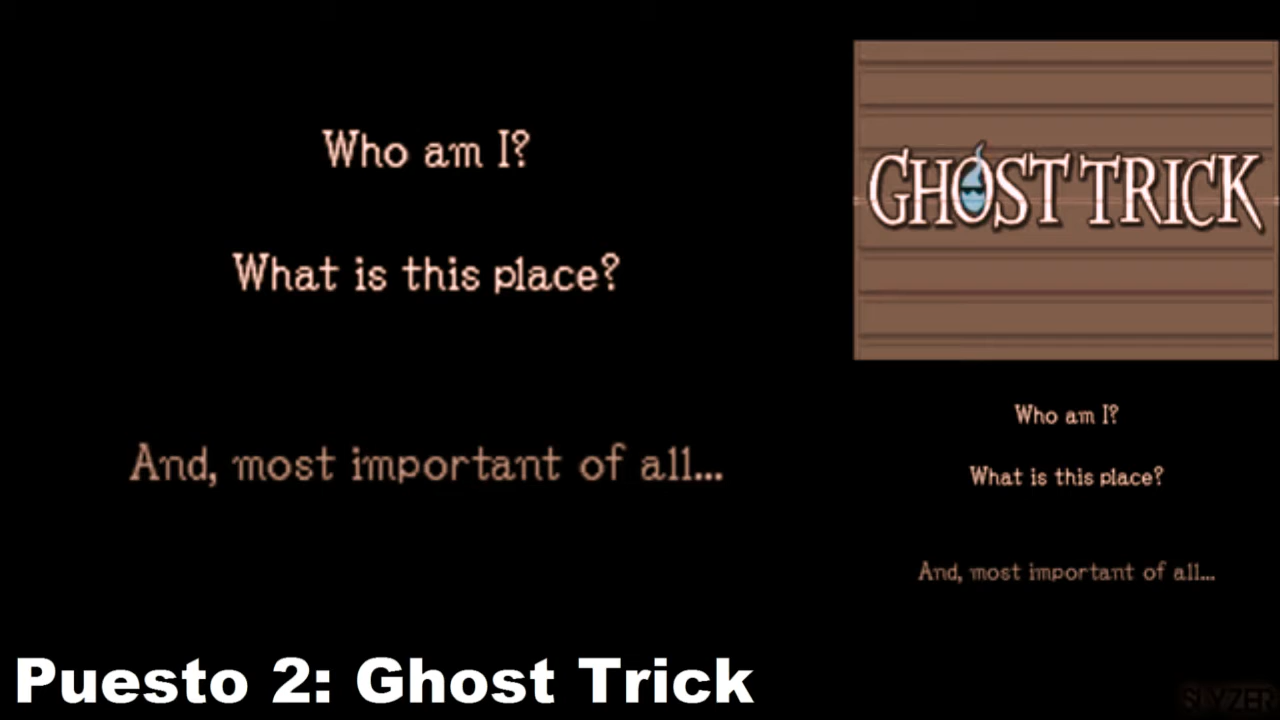 Who am I?
What is this place?
And, most important of all...
GHOST TRICK
Who am I?
What is this place?
And, most important of all...
Puesto 2: Ghost Trick
SLYZER